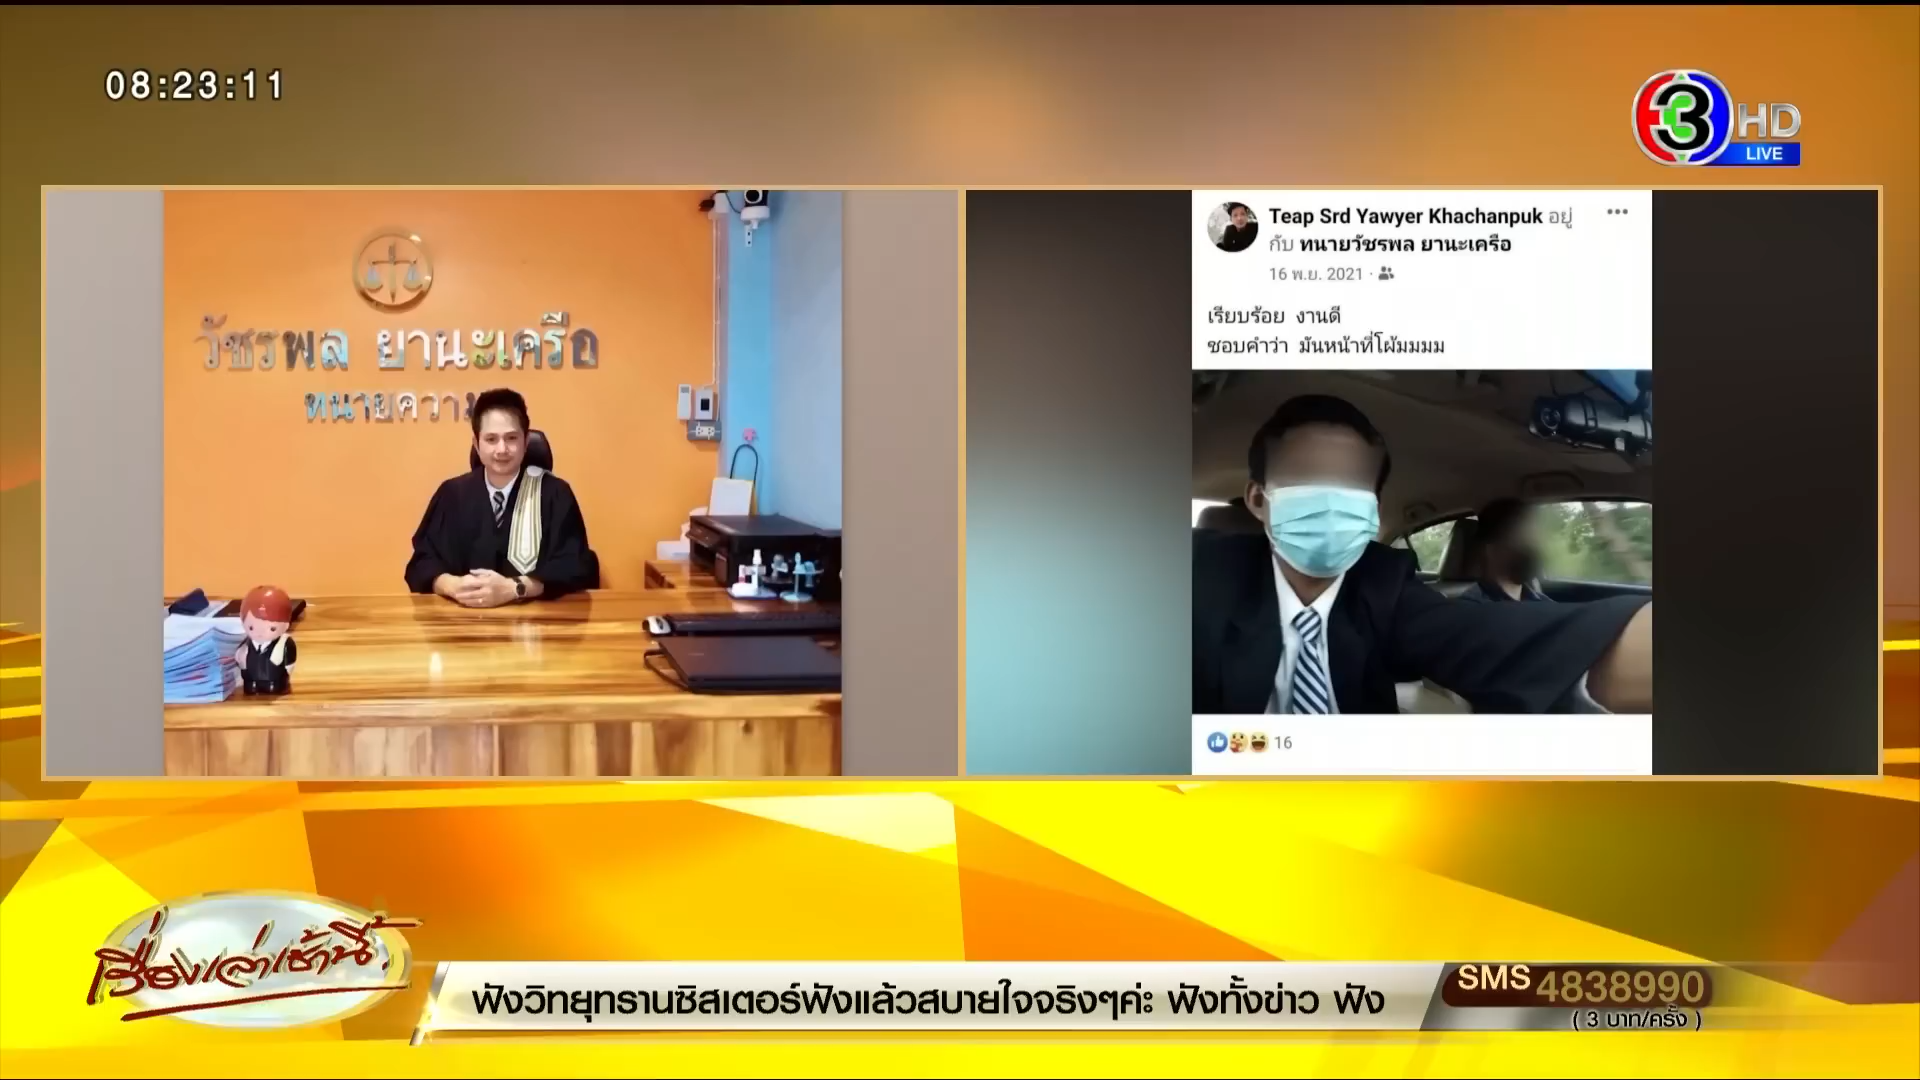 08:23:11
3 HD
LIVE
วัชรพล ยานะเครือ
ทนายความ
Teap Srd Yawyer Khachanpuk อยู่
กับ ทนายวัชรพล ยานะเครือ
16 พ.ย. 2021 ·
เรียบร้อย งานดี
ชอบคำว่า มันหน้าที่โผ้มมมมม
16
เรื่องเล่าเช้านี้
ฟังวิทยุทรานซิสเตอร์ฟังแล้วสบายใจจริงๆค่ะ ฟังทั้งข่าว ฟัง
SMS 4838990
( 3 บาท/ครั้ง )